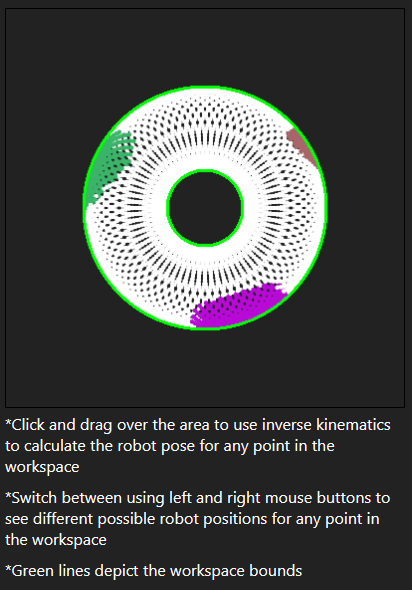 *Click and drag over the area to use inverse kinematics
to calculate the robot pose for any point in the
workspace
*Switch between using left and right mouse buttons to
see different possible robot positions for any point in
the workspace
*Green lines depict the workspace bounds